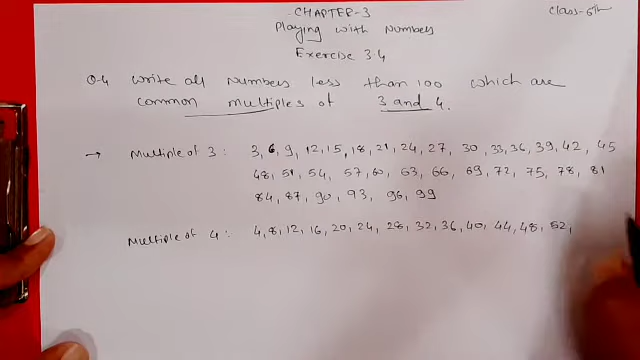 CHAPTER-3
Class-6th
Playing with Numbers
Exercise 3.4
Q.4 Write all numbers less than 100 which are
common multiples of 3 and 4.
→ Multiple of 3 : 3, 6, 9, 12, 15, 18, 21, 24, 27, 30, 33, 36, 39, 42, 45
48, 51, 54, 57, 60, 63, 66, 69, 72, 75, 78, 81
84, 87, 90, 93, 96, 99
Multiple of 4 : 4, 8, 12, 16, 20, 24, 28, 32, 36, 40, 44, 48, 52,